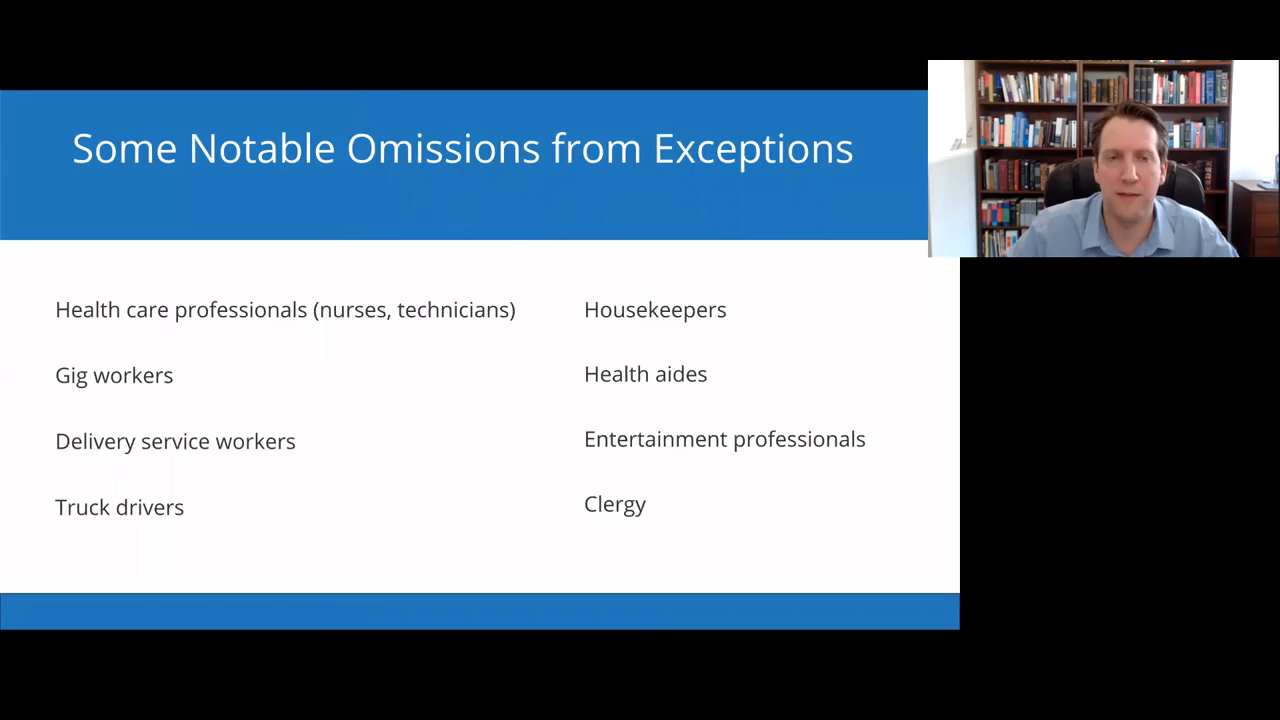 Some Notable Omissions from Exceptions
Health care professionals (nurses, technicians)
Gig workers
Delivery service workers
Truck drivers
Housekeepers
Health aides
Entertainment professionals
Clergy